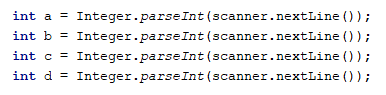 int a = Integer.parseInt(scanner.nextLine());
int b = Integer.parseInt(scanner.nextLine());
int c = Integer.parseInt(scanner.nextLine());
int d = Integer.parseInt(scanner.nextLine());